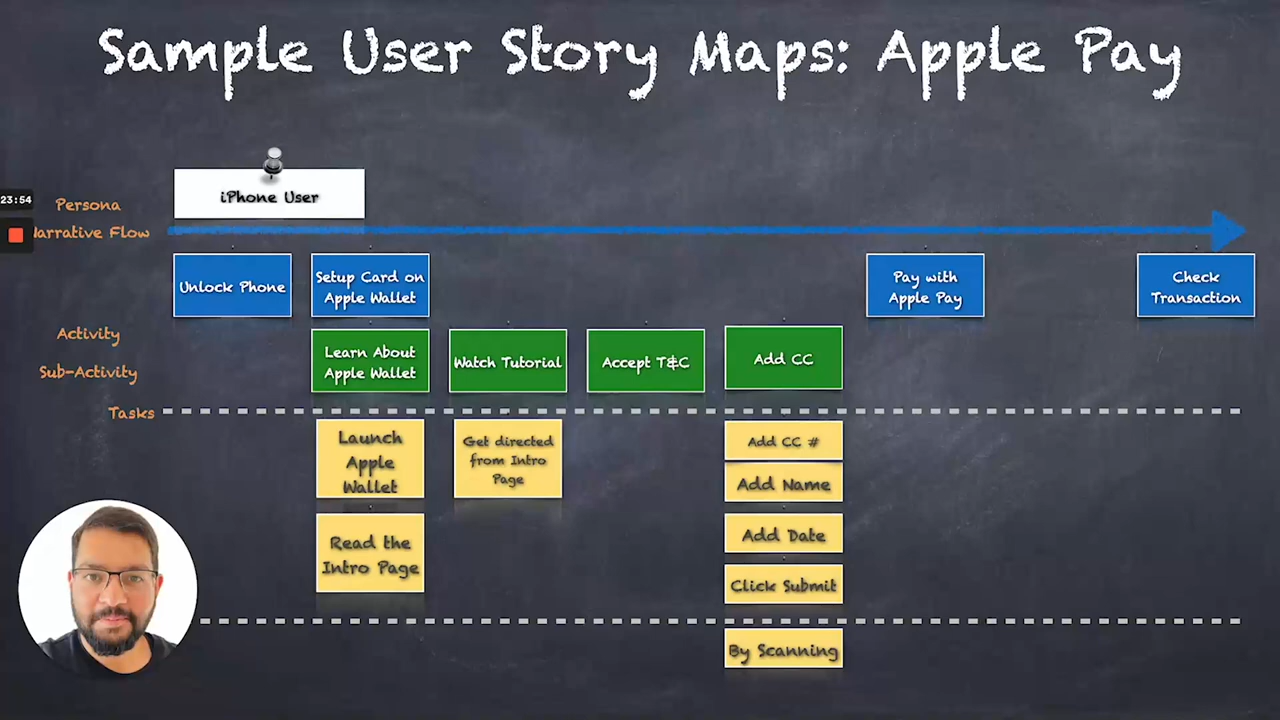 Sample User Story Maps: Apple Pay
iPhone User
23:54
Persona
Narrative Flow
Unlock Phone
Setup Card on
Apple Wallet
Pay with
Apple Pay
Check
Transaction
Activity
Sub-Activity
Learn About
Apple Wallet
Watch Tutorial
Accept T&C
Add CC
Tasks
Launch
Apple
Wallet
Get directed
from Intro
Page
Add CC #
Add Name
Read the
Intro Page
Add Date
Click Submit
By Scanning